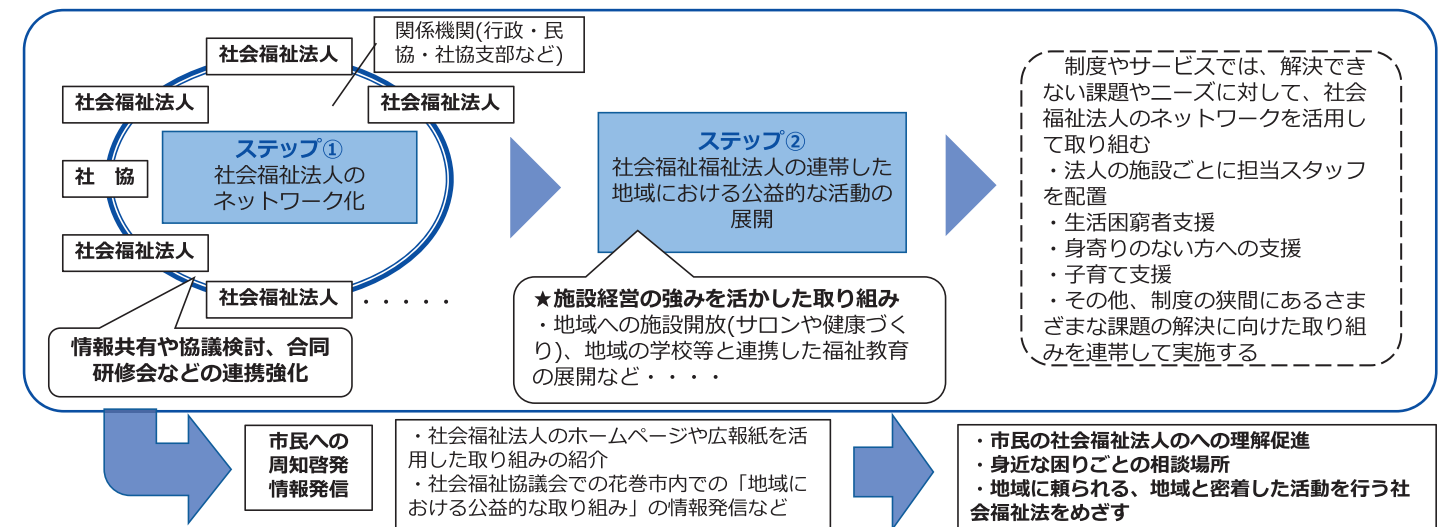 関係機関(行政・民
協・社協支部など)
社会福祉法人
社会福祉法人
社会福祉法人
ステップ①
社会福祉法人の
ネットワーク化
社　協
社会福祉法人
社会福祉法人
・・・・・
情報共有や協議検討、合同
研修会などの連携強化
ステップ②
社会福祉福祉法人の連帯した
地域における公益的な活動の
展開
★施設経営の強みを活かした取り組み
・地域への施設開放(サロンや健康づく
り)、地域の学校等と連携した福祉教育
の展開など・・・・
　制度やサービスでは、解決でき
ない課題やニーズに対して、社会
福祉法人のネットワークを活用し
て取り組む
・法人の施設ごとに担当スタッフ
を配置
・生活困窮者支援
・身寄りのない方への支援
・子育て支援
・その他、制度の狭間にあるさま
ざまな課題の解決に向けた取り組
みを連帯して実施する
市民への
周知啓発
情報発信
・社会福祉法人のホームページや広報紙を活
用した取り組みの紹介
・社会福祉協議会での花巻市内での「地域に
おける公益的な取り組み」の情報発信など
・市民の社会福祉法人のへの理解促進
・身近な困りごとの相談場所
・地域に頼られる、地域と密着した活動を行う社
会福祉法をめざす